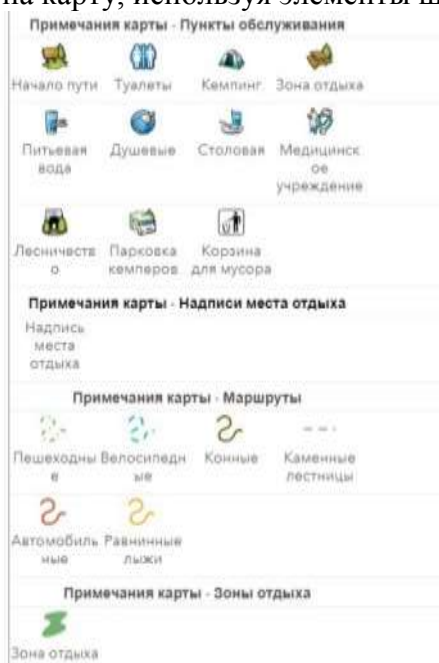 на карту, используя элементы ш
Примечания карты - Пункты обслуживания
Начало пути Туалеты Кемпинг Зона отдыха
Питьевая вода Душевые Столовая Медицинск ое учреждение
Лесничеств о Парковка кемперов Корзина для мусора
Примечания карты - Надписи места отдыха
Надпись места отдыха
Примечания карты - Маршруты
Пешеходны е Велосипедн ые Конные Каменные лестницы
Автомобиль ные Равнинные лыжи
Примечания карты - Зоны отдыха
Зона отдыха